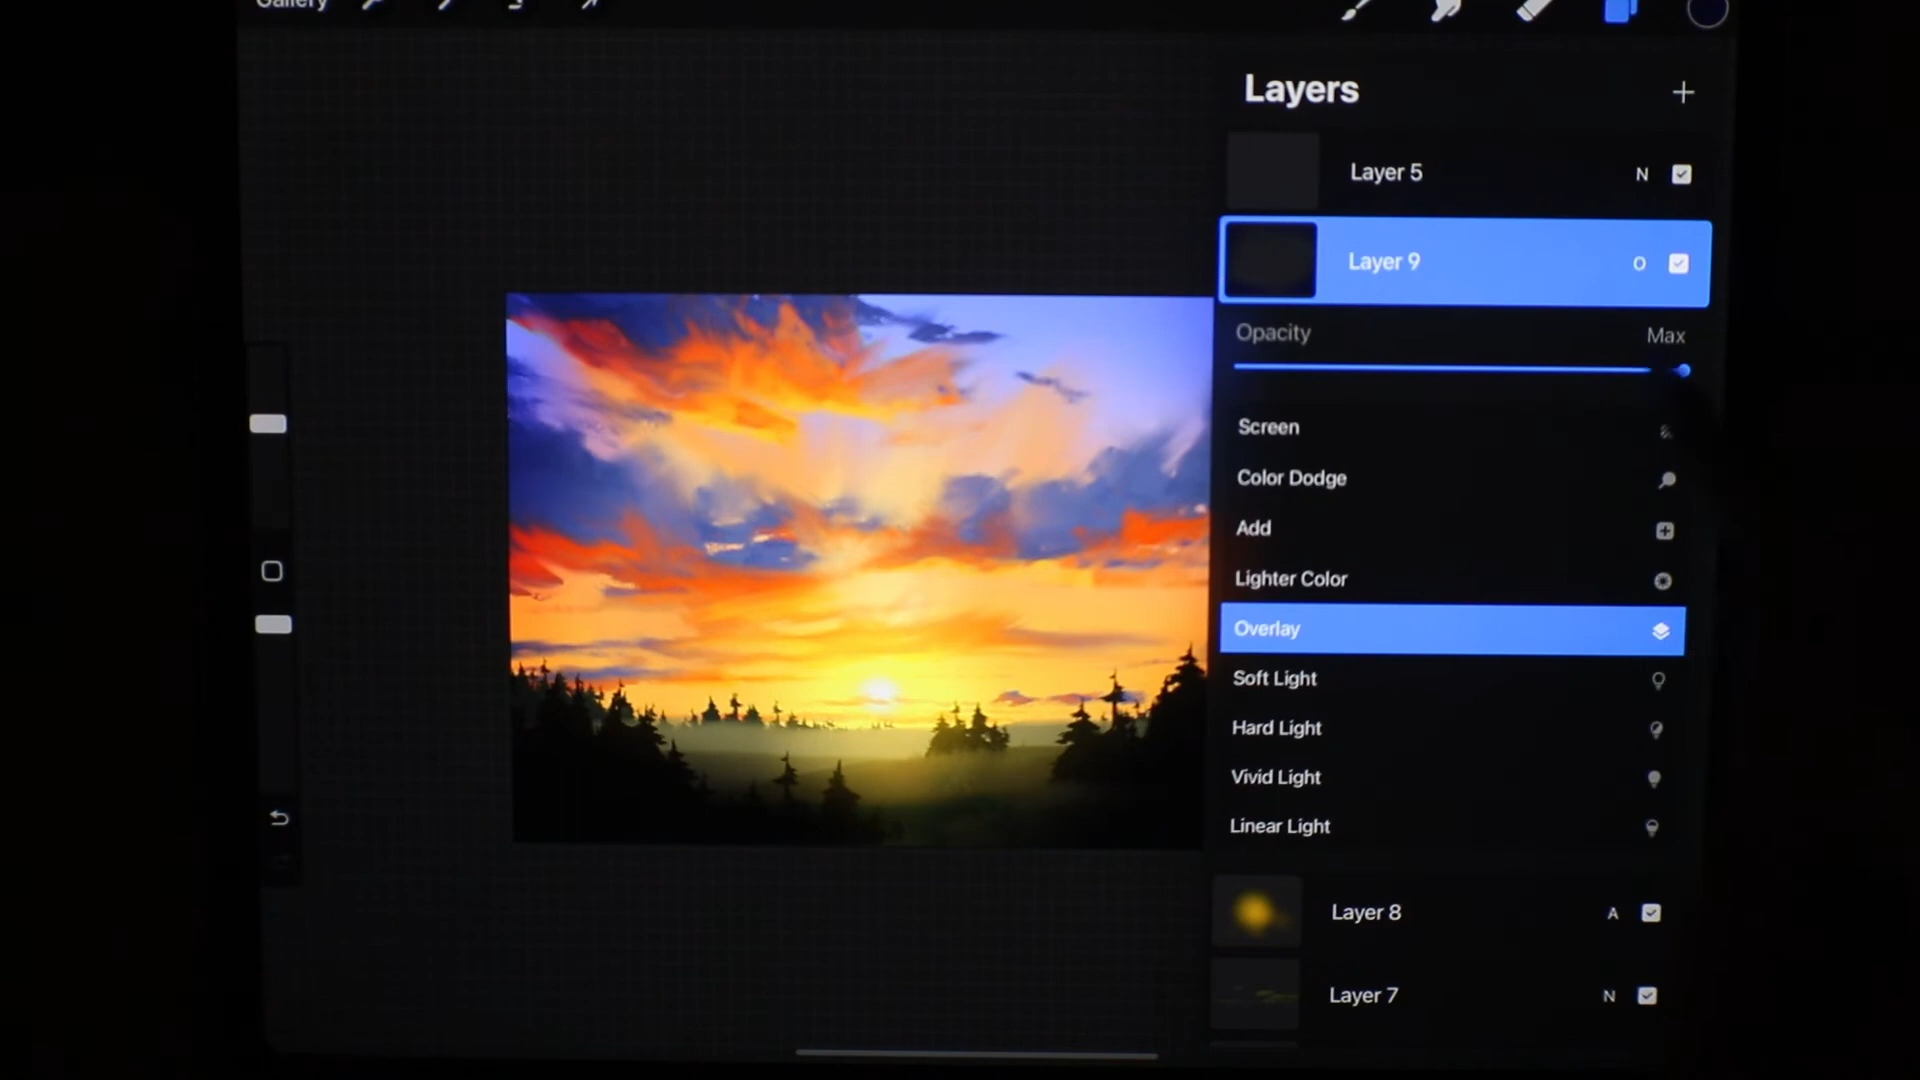 Gallery
Layers
Layer 5 N
Layer 9 O
Opacity Max
Screen
Color Dodge
Add
Lighter Color
Overlay
Soft Light
Hard Light
Vivid Light
Linear Light
Layer 8 A
Layer 7 N